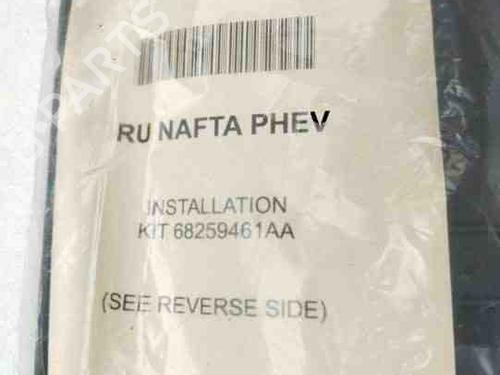 RU NAFTA PHEV
INSTALLATION
KIT 68259461AA
(SEE REVERSE SIDE)